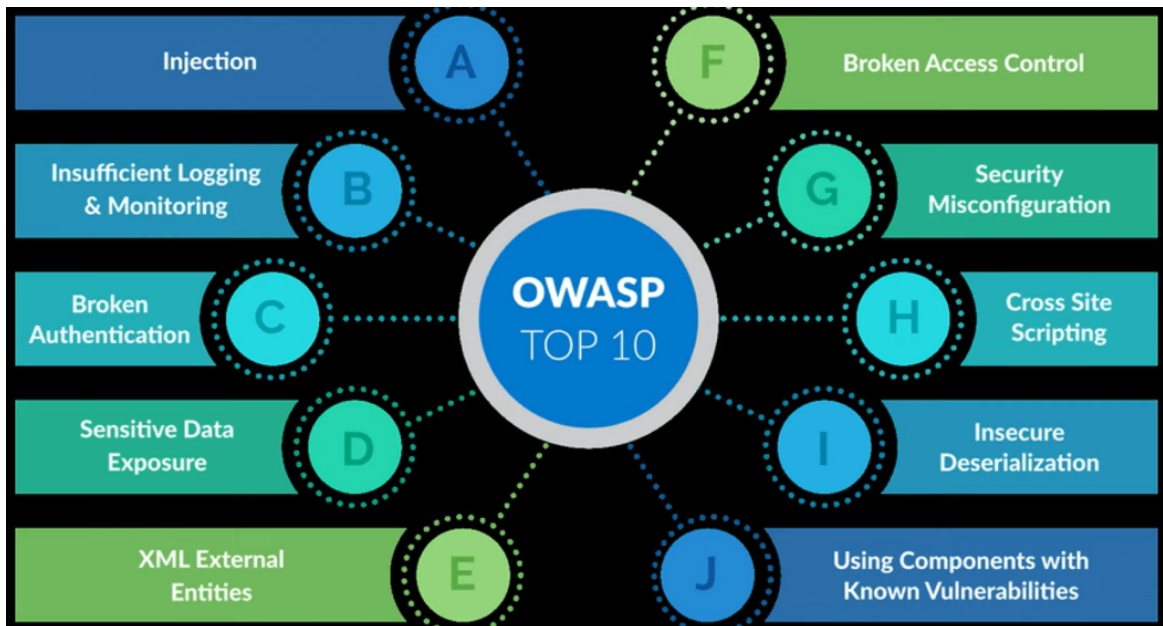 Injection
A
Insufficient Logging
& Monitoring
B
Broken
Authentication
C
Sensitive Data
Exposure
D
XML External
Entities
E
OWASP
TOP 10
F
Broken Access Control
G
Security
Misconfiguration
H
Cross Site
Scripting
I
Insecure
Deserialization
J
Using Components with
Known Vulnerabilities